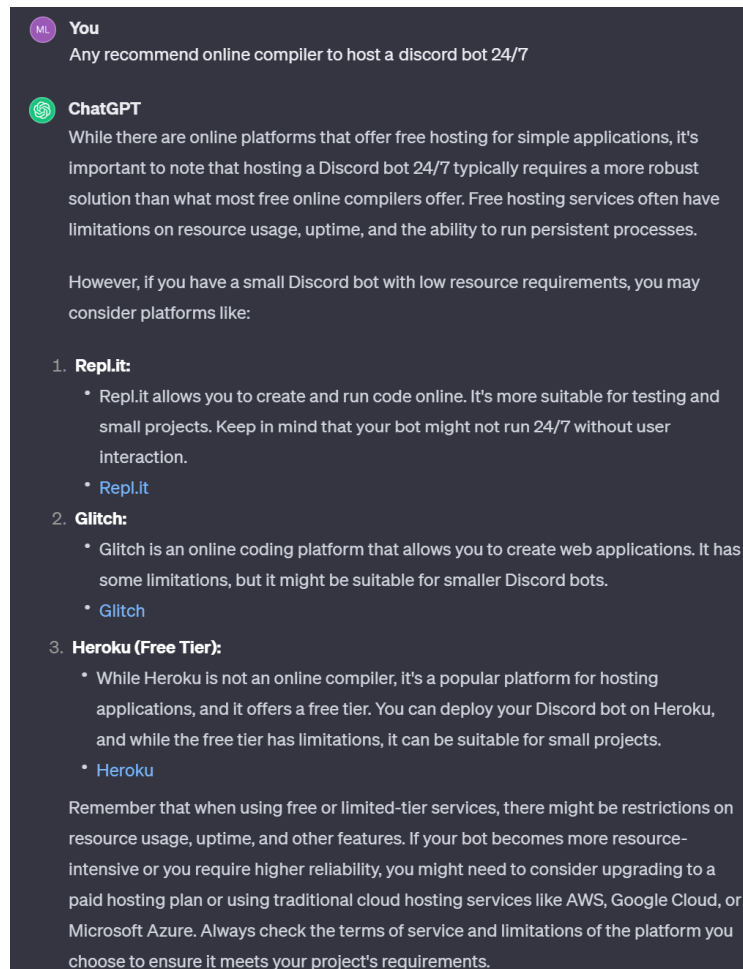 ML You
Any recommend online compiler to host a discord bot 24/7
ChatGPT
While there are online platforms that offer free hosting for simple applications, it's
important to note that hosting a Discord bot 24/7 typically requires a more robust
solution than what most free online compilers offer. Free hosting services often have
limitations on resource usage, uptime, and the ability to run persistent processes.
However, if you have a small Discord bot with low resource requirements, you may
consider platforms like:
1. Repl.it:
• Repl.it allows you to create and run code online. It's more suitable for testing and
small projects. Keep in mind that your bot might not run 24/7 without user
interaction.
• Repl.it
2. Glitch:
• Glitch is an online coding platform that allows you to create web applications. It has
some limitations, but it might be suitable for smaller Discord bots.
• Glitch
3. Heroku (Free Tier):
• While Heroku is not an online compiler, it's a popular platform for hosting
applications, and it offers a free tier. You can deploy your Discord bot on Heroku,
and while the free tier has limitations, it can be suitable for small projects.
• Heroku
Remember that when using free or limited-tier services, there might be restrictions on
resource usage, uptime, and other features. If your bot becomes more resource-
intensive or you require higher reliability, you might need to consider upgrading to a
paid hosting plan or using traditional cloud hosting services like AWS, Google Cloud, or
Microsoft Azure. Always check the terms of service and limitations of the platform you
choose to ensure it meets your project's requirements.